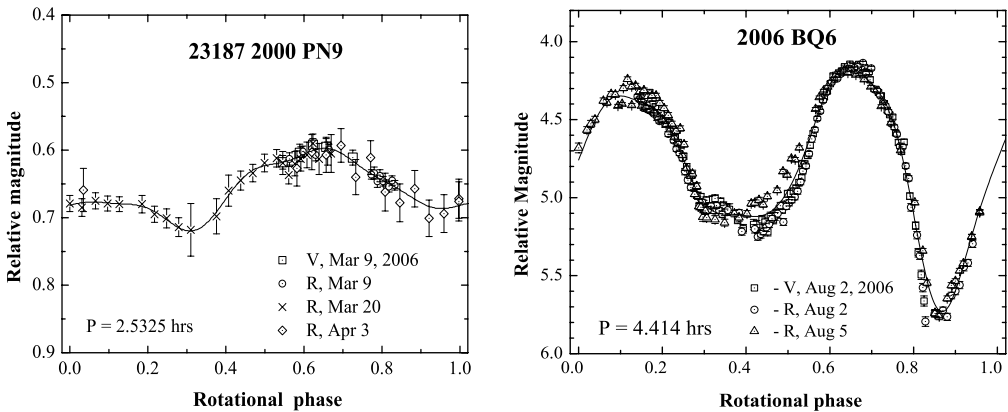 23187 2000 PN9
Relative magnitude
0.4
0.5
0.6
0.7
0.8
0.9
V, Mar 9, 2006
R, Mar 9
R, Mar 20
R, Apr 3
P = 2.5325 hrs
0.0 0.2 0.4 0.6 0.8 1.0
Rotational phase
2006 BQ6
Relative Magnitude
4.0
4.5
5.0
5.5
6.0
- V, Aug 2, 2006
- R, Aug 2
- R, Aug 5
P = 4.414 hrs
0.0 0.2 0.4 0.6 0.8 1.0
Rotational phase